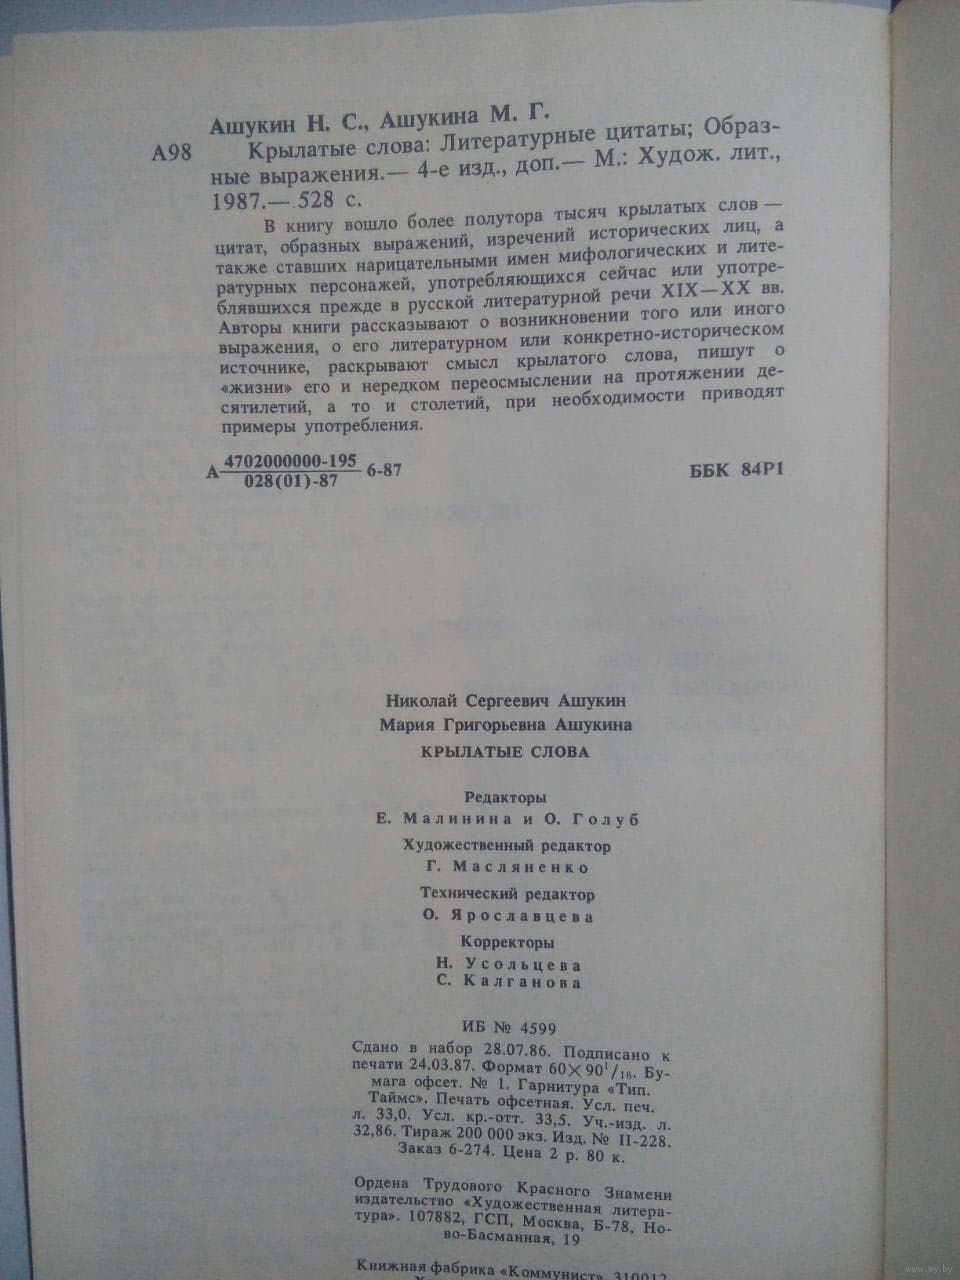 Ашукин Н. С., Ашукина М. Г.
А98 Крылатые слова: Литературные цитаты; Образ-
ные выражения.— 4-е изд., доп.— М.: Худож. лит.,
1987.— 528 с.
В книгу вошло более полутора тысяч крылатых слов —
цитат, образных выражений, изречений исторических лиц, а
также ставших нарицательными имен мифологических и лите-
ратурных персонажей, употребляющихся сейчас или употре-
блявшихся прежде в русской литературной речи XIX—XX вв.
Авторы книги рассказывают о возникновении того или иного
выражения, о его литературном или конкретно-историческом
источнике, раскрывают смысл крылатого слова, пишут о
«жизни» его и нередком переосмыслении на протяжении де-
сятилетий, а то и столетий, при необходимости приводят
примеры употребления.
А 4702000000-195 6-87 ББК 84Р1
028(01)-87
Николай Сергеевич Ашукин
Мария Григорьевна Ашукина
КРЫЛАТЫЕ СЛОВА
Редакторы
Е. Малинина и О. Голуб
Художественный редактор
Г. Масляненко
Технический редактор
О. Ярославцева
Корректоры
Н. Усольцева
С. Калганова
ИБ № 4599
Сдано в набор 28.07.86. Подписано к
печати 24.03.87. Формат 60×90¹/₁₆. Бу-
мага офсет. № 1. Гарнитура «Тип.
Таймс». Печать офсетная. Усл. печ.
л. 33,0. Усл. кр.-отт. 33,5. Уч.-изд. л.
32,86. Тираж 200 000 экз. Изд. № II-228.
Заказ 6-274. Цена 2 р. 80 к.
Ордена Трудового Красного Знамени
издательство «Художественная литера-
тура». 107882, ГСП, Москва, Б-78, Но-
во-Басманная, 19
Книжная фабрика «Коммунист» 310012
www.ay.by